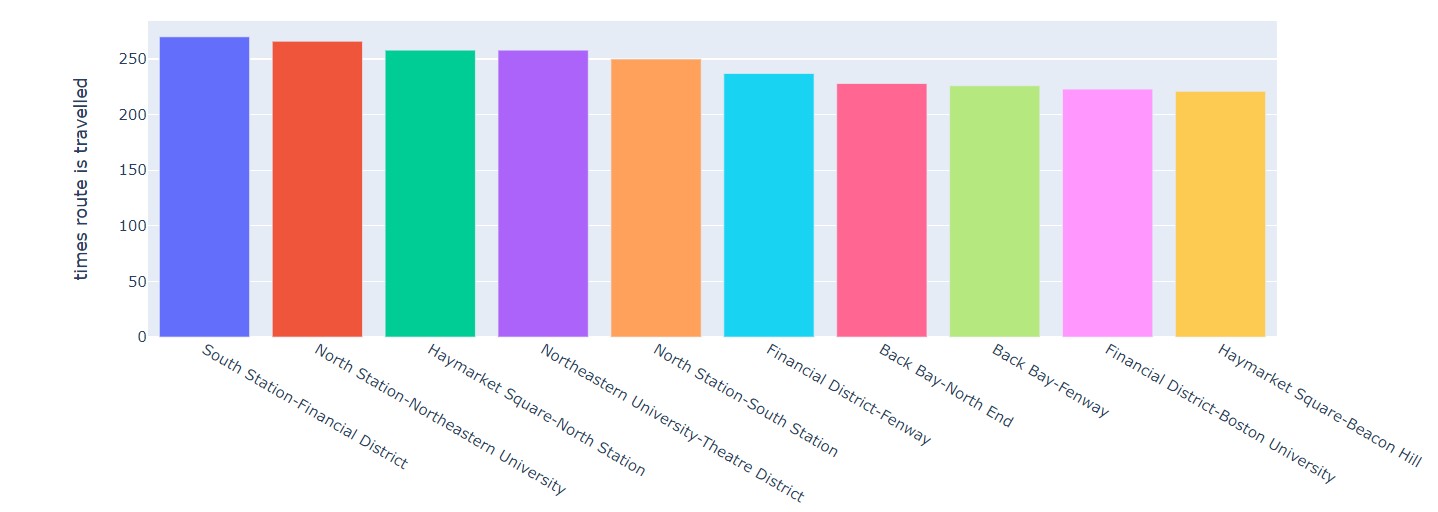 times route is travelled
250
200
150
100
50
0
South Station-Financial District
North Station-Northeastern University
Haymarket Square-North Station
Northeastern University-Theatre District
North Station-South Station
Financial District-Fenway
Back Bay-North End
Back Bay-Fenway
Financial District-Boston University
Haymarket Square-Beacon Hill